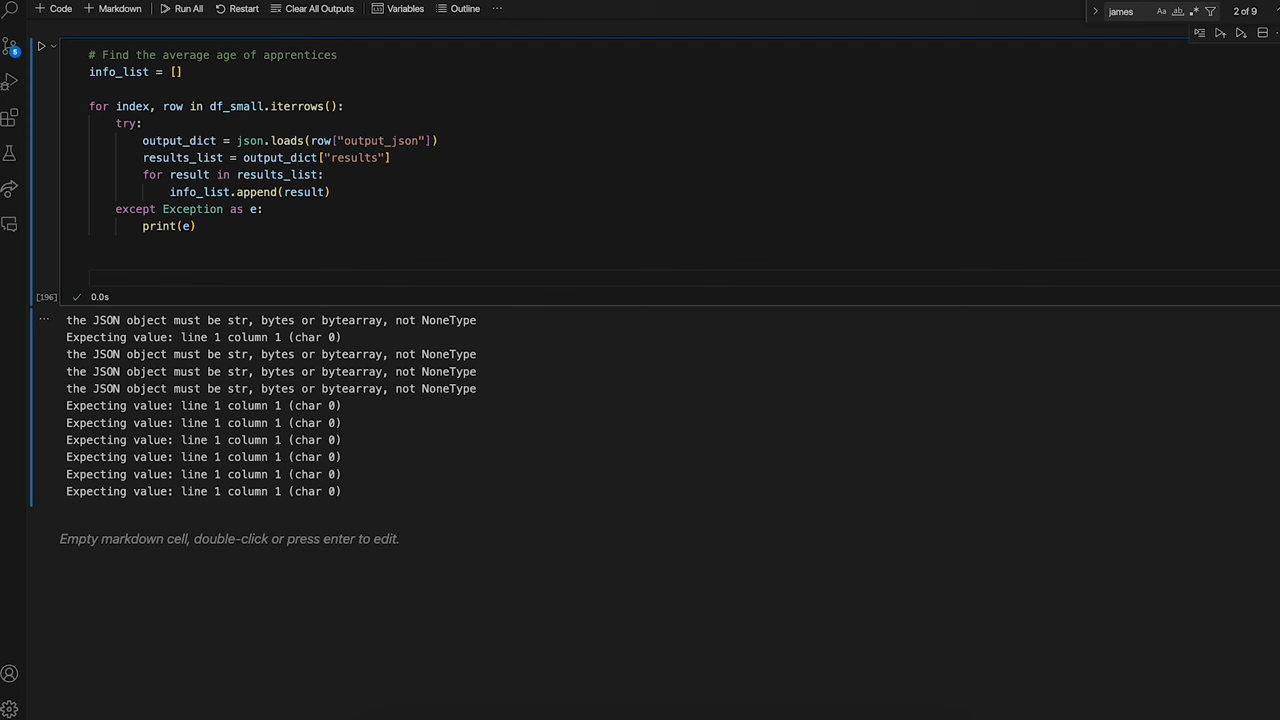 Code
Markdown
Run All
Restart
Clear All Outputs
Variables
Outline
···
james
Aa
ab
2 of 9
5
# Find the average age of apprentices
info_list = []
for index, row in df_small.iterrows():
try:
output_dict = json.loads(row["output_json"])
results_list = output_dict["results"]
for result in results_list:
info_list.append(result)
except Exception as e:
print(e)
[196]
0.0s
...
the JSON object must be str, bytes or bytearray, not NoneType
Expecting value: line 1 column 1 (char 0)
the JSON object must be str, bytes or bytearray, not NoneType
the JSON object must be str, bytes or bytearray, not NoneType
the JSON object must be str, bytes or bytearray, not NoneType
Expecting value: line 1 column 1 (char 0)
Expecting value: line 1 column 1 (char 0)
Expecting value: line 1 column 1 (char 0)
Expecting value: line 1 column 1 (char 0)
Expecting value: line 1 column 1 (char 0)
Expecting value: line 1 column 1 (char 0)
Empty markdown cell, double-click or press enter to edit.